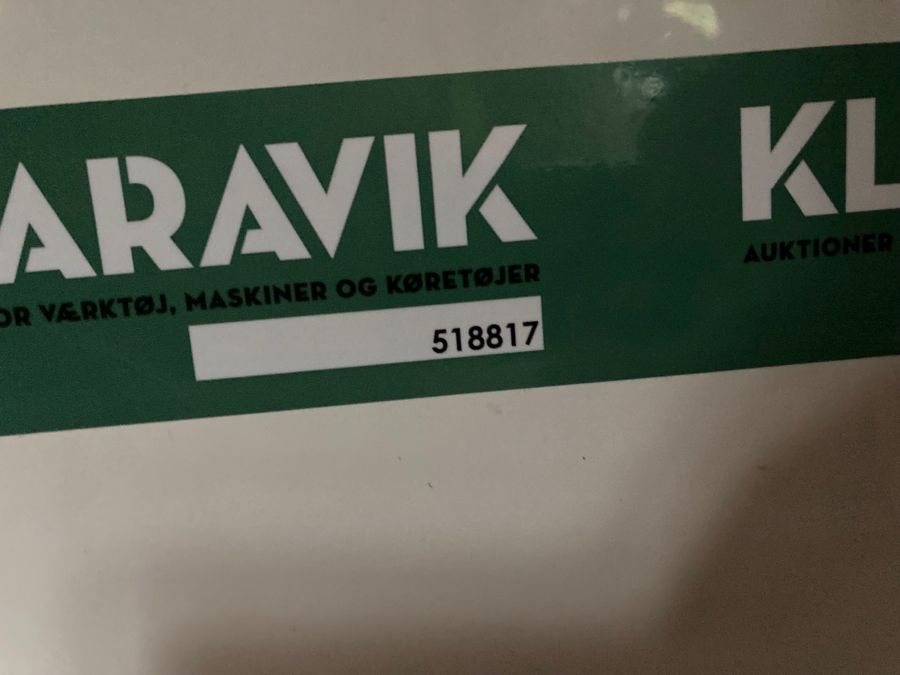 ARAVIK
OR VÆRKTØJ, MASKINER OG KØRETØJER
518817
KL
AUKTIONER